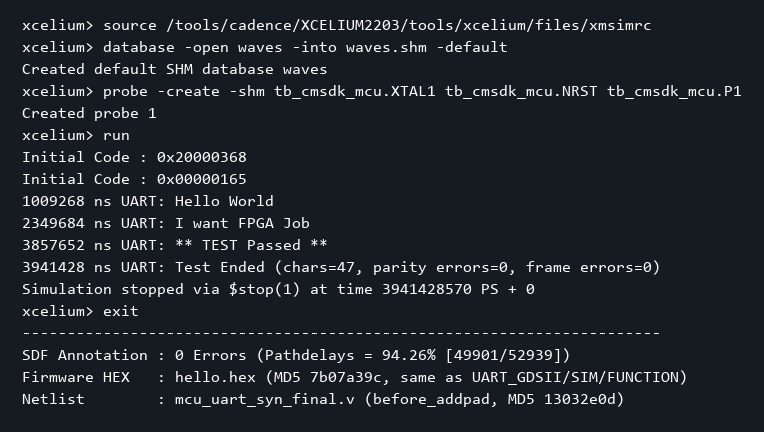 xcelium> source /tools/cadence/XCELIUM2203/tools/xcelium/files/xmsimrc
xcelium> database -open waves -into waves.shm -default
Created default SHM database waves
xcelium> probe -create -shm tb_cmsdk_mcu.XTAL1 tb_cmsdk_mcu.NRST tb_cmsdk_mcu.P1
Created probe 1
xcelium> run
Initial Code : 0x20000368
Initial Code : 0x00000165
1009268 ns UART: Hello World
2349684 ns UART: I want FPGA Job
3857652 ns UART: ** TEST Passed **
3941428 ns UART: Test Ended (chars=47, parity errors=0, frame errors=0)
Simulation stopped via $stop(1) at time 3941428570 PS + 0
xcelium> exit
-----------------------------------------------------------------------
SDF Annotation : 0 Errors (Pathdelays = 94.26% [49901/52939])
Firmware HEX   : hello.hex (MD5 7b07a39c, same as UART_GDSII/SIM/FUNCTION)
Netlist        : mcu_uart_syn_final.v (before_addpad, MD5 13032e0d)